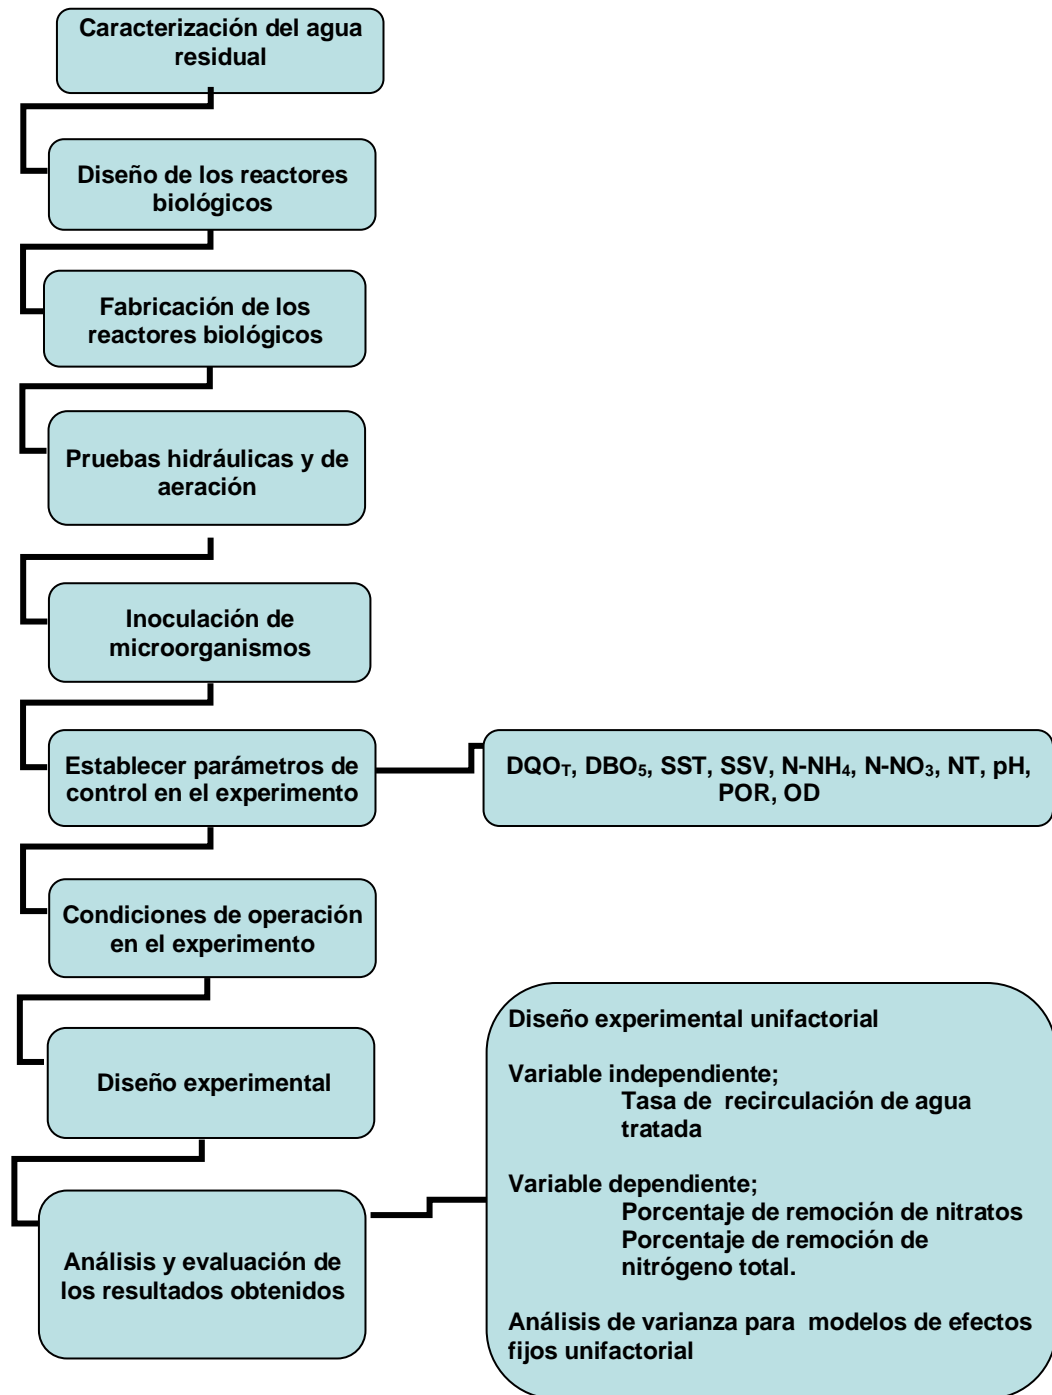 Caracterización del agua
residual
Diseño de los reactores
biológicos
Fabricación de los
reactores biológicos
Pruebas hidráulicas y de
aeración
Inoculación de
microorganismos
Establecer parámetros de
control en el experimento
DQO_T, DBO₅, SST, SSV, N-NH₄, N-NO₃, NT, pH,
POR, OD
Condiciones de operación
en el experimento
Diseño experimental
Análisis y evaluación de
los resultados obtenidos
Diseño experimental unifactorial
Variable independiente;
Tasa de  recirculación de agua
tratada
Variable dependiente;
Porcentaje de remoción de nitratos
Porcentaje de remoción de
nitrógeno total.
Análisis de varianza para  modelos de efectos
fijos unifactorial